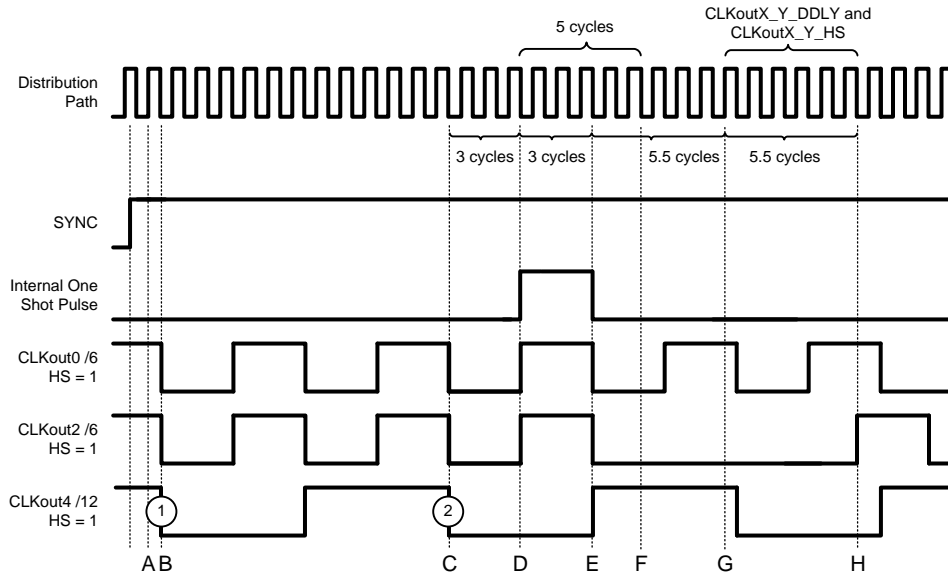 CLKoutX_Y_DDLY and
CLKoutX_Y_HS
5 cycles
Distribution
Path
3 cycles
3 cycles
5.5 cycles
5.5 cycles
SYNC
Internal One
Shot Pulse
CLKout0 /6
HS = 1
CLKout2 /6
HS = 1
CLKout4 /12
HS = 1
1
2
A B C D E F G H